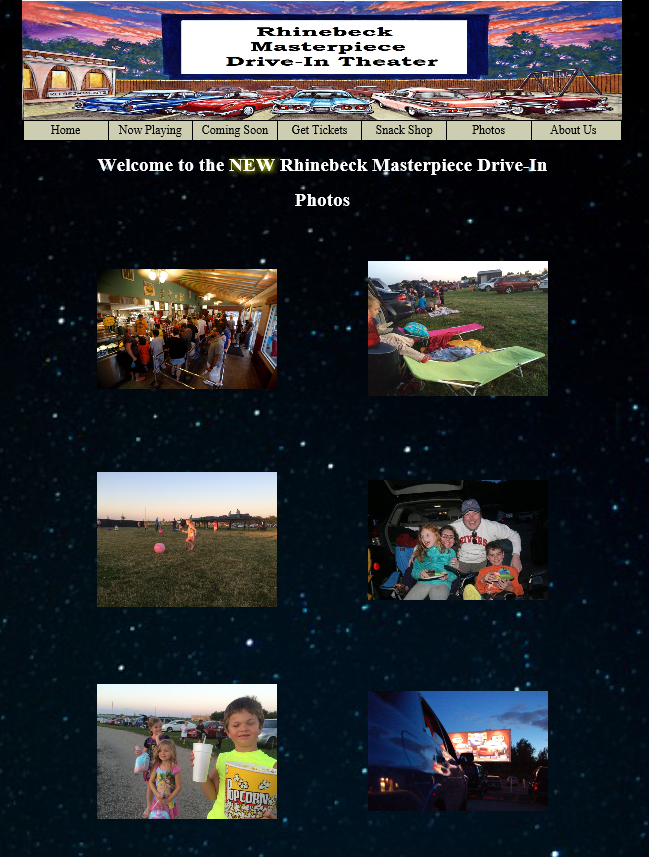 Rhinebeck
Masterpiece
Drive-In Theater
Home Now Playing Coming Soon Get Tickets Snack Shop Photos About Us
Welcome to the NEW Rhinebeck Masterpiece Drive-In
Photos
POPCORN